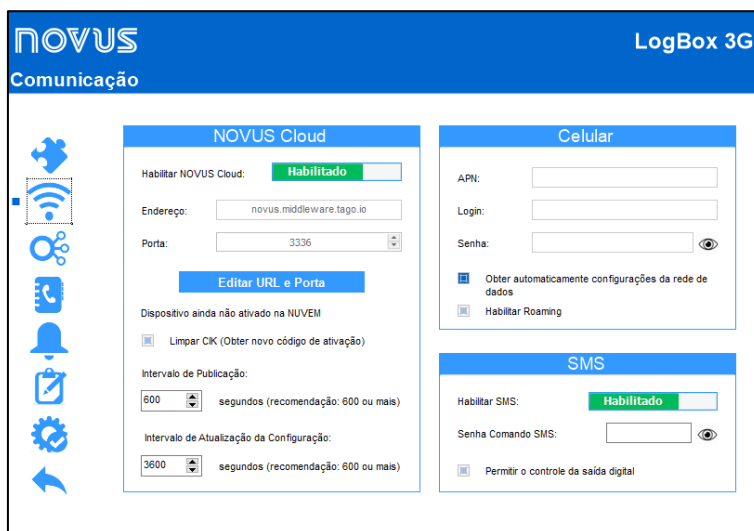 NOVUS
LogBox 3G
Comunicação
NOVUS Cloud
Habilitar NOVUS Cloud:
Habilitado
Endereço:
novus.middleware.tago.io
Porta:
3336
Editar URL e Porta
Dispositivo ainda não ativado na NUVEM
Limpar CIK (Obter novo código de ativação)
Intervalo de Publicação:
600
segundos (recomendação: 600 ou mais)
Intervalo de Atualização da Configuração:
3600
segundos (recomendação: 600 ou mais)
Celular
APN:
Login:
Senha:
Obter automaticamente configurações da rede de
dados
Habilitar Roaming
SMS
Habilitar SMS:
Habilitado
Senha Comando SMS:
Permitir o controle da saída digital